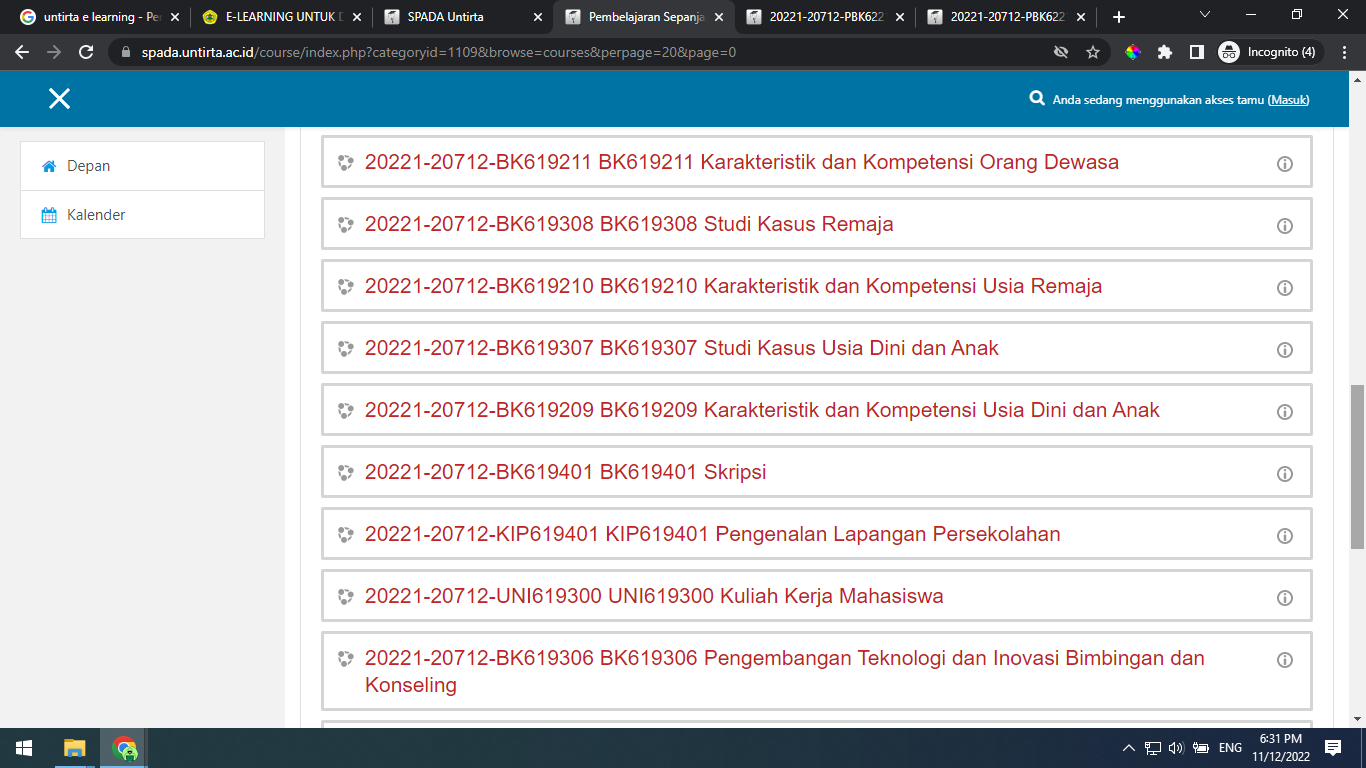 untirta e learning - Pe
E-LEARNING UNTUK D
SPADA Untirta
Pembelajaran Sepanja
20221-20712-PBK622
20221-20712-PBK622
spada.untirta.ac.id/course/index.php?categoryid=1109&browse=courses&perpage=20&page=0
Incognito (4)
Anda sedang menggunakan akses tamu (Masuk)
Depan
Kalender
20221-20712-BK619211 BK619211 Karakteristik dan Kompetensi Orang Dewasa
20221-20712-BK619308 BK619308 Studi Kasus Remaja
20221-20712-BK619210 BK619210 Karakteristik dan Kompetensi Usia Remaja
20221-20712-BK619307 BK619307 Studi Kasus Usia Dini dan Anak
20221-20712-BK619209 BK619209 Karakteristik dan Kompetensi Usia Dini dan Anak
20221-20712-BK619401 BK619401 Skripsi
20221-20712-KIP619401 KIP619401 Pengenalan Lapangan Persekolahan
20221-20712-UNI619300 UNI619300 Kuliah Kerja Mahasiswa
20221-20712-BK619306 BK619306 Pengembangan Teknologi dan Inovasi Bimbingan dan
Konseling
ENG
6:31 PM
11/12/2022